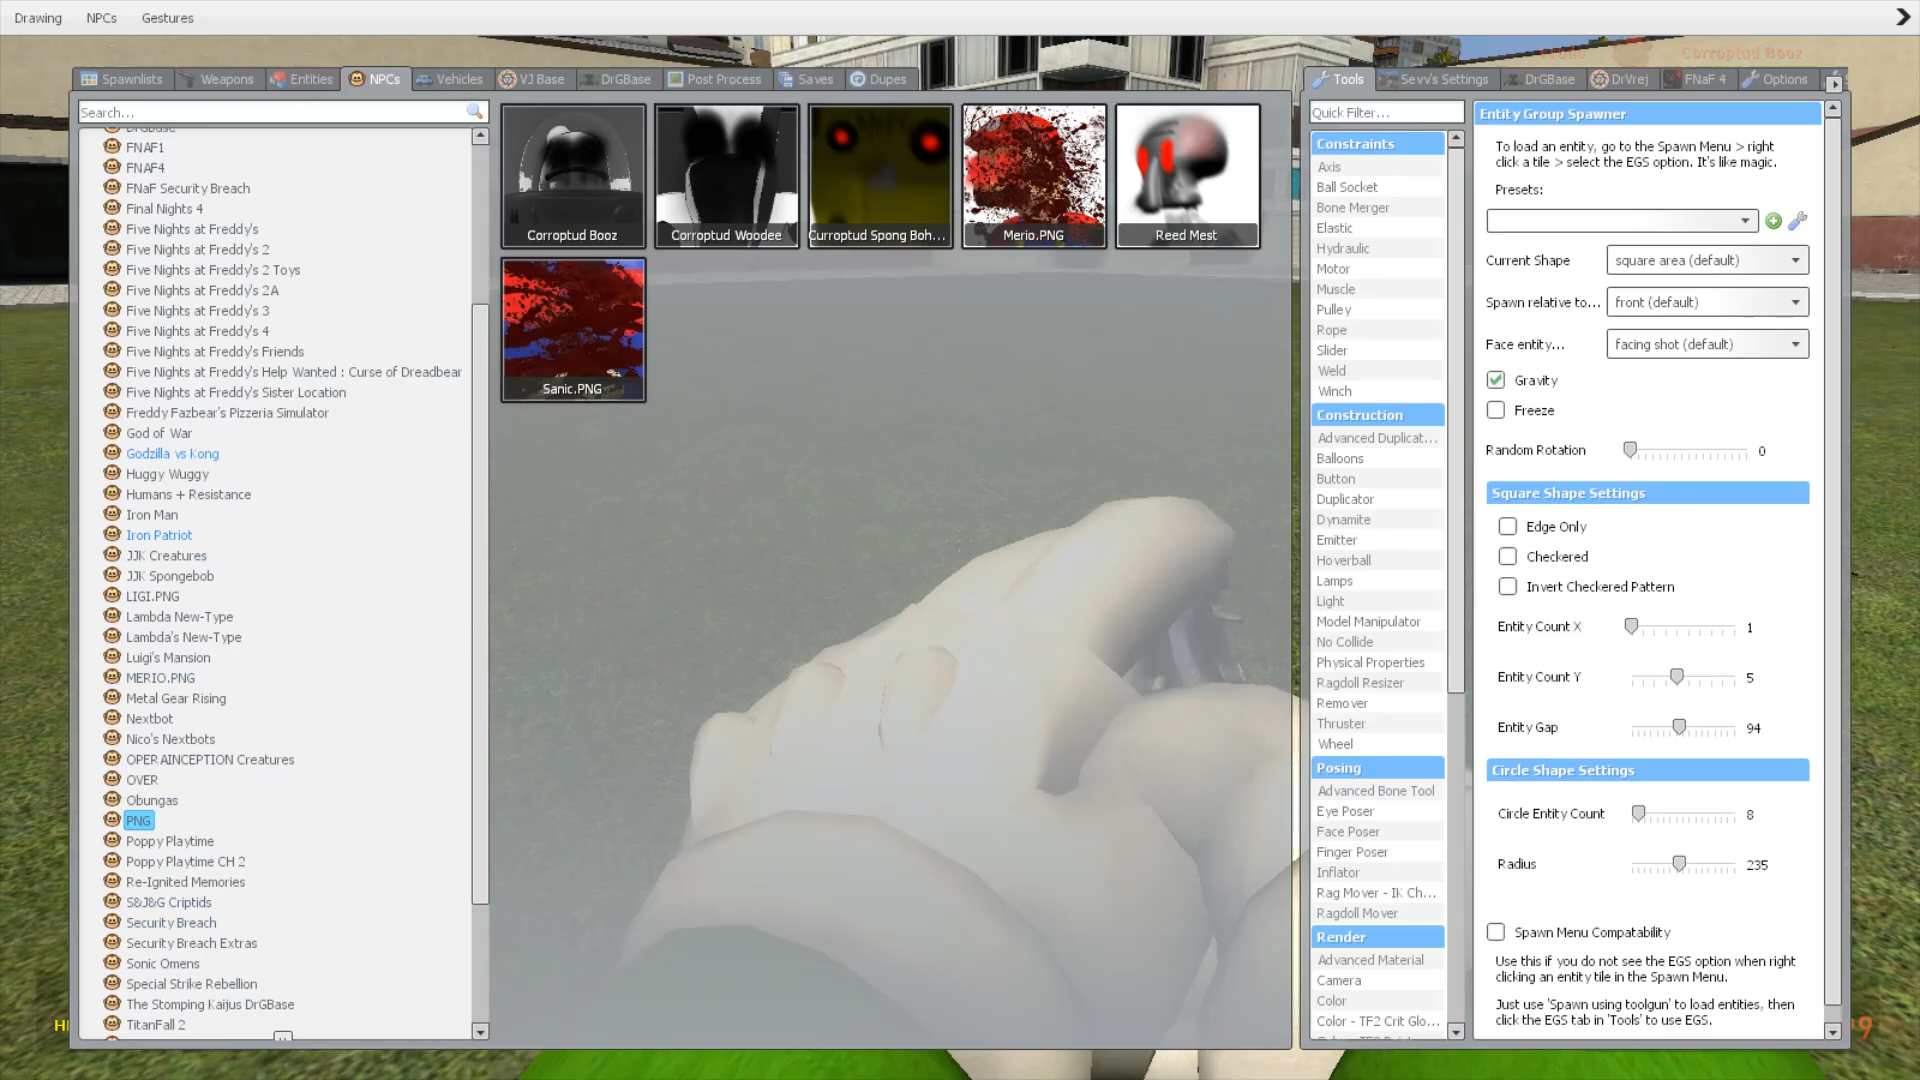 Drawing NPCs Gestures
Corroptud Booz
Spawnlists Weapons Entities NPCs Vehicles VJ Base DrGBase Post Process Saves Dupes
Tools Sevv's Settings DrGBase DrVrej FNaF 4 Options
Search...
DrGBase
FNAF1
FNAF4
FNaF Security Breach
Final Nights 4
Five Nights at Freddy's
Five Nights at Freddy's 2
Five Nights at Freddy's 2 Toys
Five Nights at Freddy's 2A
Five Nights at Freddy's 3
Five Nights at Freddy's 4
Five Nights at Freddy's Friends
Five Nights at Freddy's Help Wanted : Curse of Dreadbear
Five Nights at Freddy's Sister Location
Freddy Fazbear's Pizzeria Simulator
God of War
Godzilla vs Kong
Huggy Wuggy
Humans + Resistance
Iron Man
Iron Patriot
JJK Creatures
JJK Spongebob
LIGI.PNG
Lambda New-Type
Lambda's New-Type
Luigi's Mansion
MERIO.PNG
Metal Gear Rising
Nextbot
Nico's Nextbots
OPERAINCEPTION Creatures
OVER
Obungas
PNG
Poppy Playtime
Poppy Playtime CH 2
Re-Ignited Memories
S&J&G Criptids
Security Breach
Security Breach Extras
Sonic Omens
Special Strike Rebellion
The Stomping Kaijus DrGBase
TitanFall 2
Corroptud Booz
Corroptud Woodee
Curroptud Spong Boh...
Merio.PNG
Reed Mest
Sanic.PNG
Quick Filter...
Constraints
Axis
Ball Socket
Bone Merger
Elastic
Hydraulic
Motor
Muscle
Pulley
Rope
Slider
Weld
Winch
Construction
Advanced Duplicat...
Balloons
Button
Duplicator
Dynamite
Emitter
Hoverball
Lamps
Light
Model Manipulator
No Collide
Physical Properties
Ragdoll Resizer
Remover
Thruster
Wheel
Posing
Advanced Bone Tool
Eye Poser
Face Poser
Finger Poser
Inflator
Rag Mover - IK Ch...
Ragdoll Mover
Render
Advanced Material
Camera
Color
Color - TF2 Crit Glo...
Entity Group Spawner
To load an entity, go to the Spawn Menu > right
click a tile > select the EGS option. It's like magic.
Presets:
Current Shape square area (default)
Spawn relative to... front (default)
Face entity... facing shot (default)
Gravity
Freeze
Random Rotation 0
Square Shape Settings
Edge Only
Checkered
Invert Checkered Pattern
Entity Count X 1
Entity Count Y 5
Entity Gap 94
Circle Shape Settings
Circle Entity Count 8
Radius 235
Spawn Menu Compatability
Use this if you do not see the EGS option when right
clicking an entity tile in the Spawn Menu.
Just use 'Spawn using toolgun' to load entities, then
click the EGS tab in 'Tools' to use EGS.